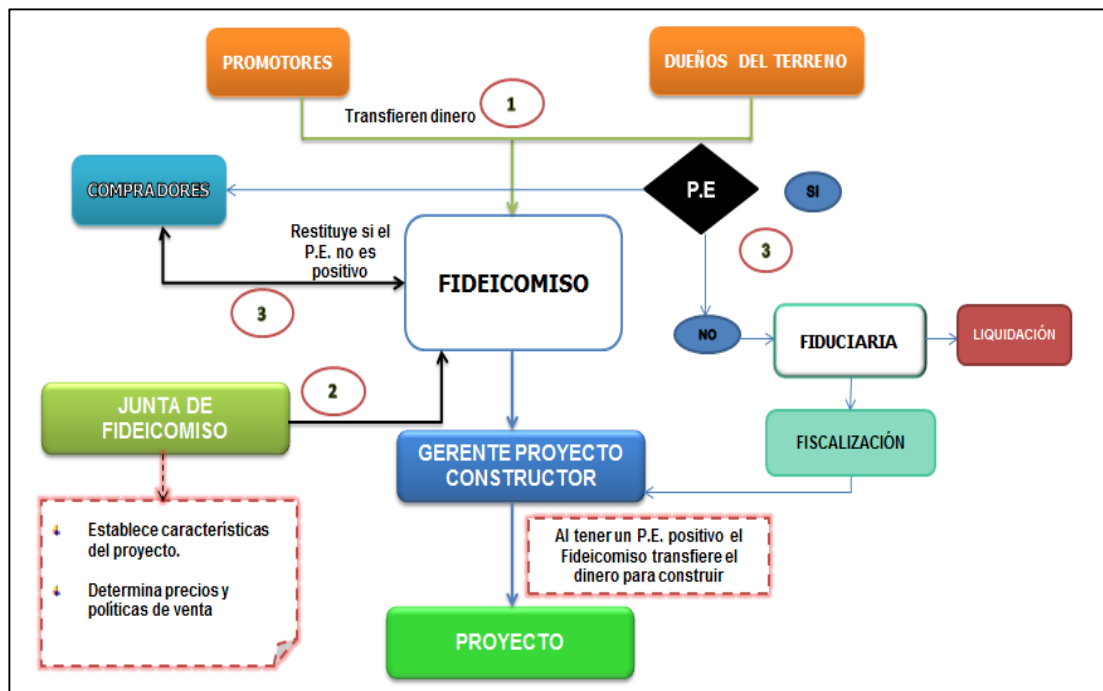 PROMOTORES
DUEÑOS DEL TERRENO
Transfieren dinero
1
COMPRADORES
P.E
SI
Restituye si el
P.E. no es
positivo
FIDEICOMISO
3
3
NO
FIDUCIARIA
LIQUIDACIÓN
2
JUNTA DE
FIDEICOMISO
GERENTE PROYECTO
CONSTRUCTOR
FISCALIZACIÓN
Establece características
del proyecto.
Determina precios y
políticas de venta
Al tener un P.E. positivo el
Fideicomiso transfiere el
dinero para construir
PROYECTO